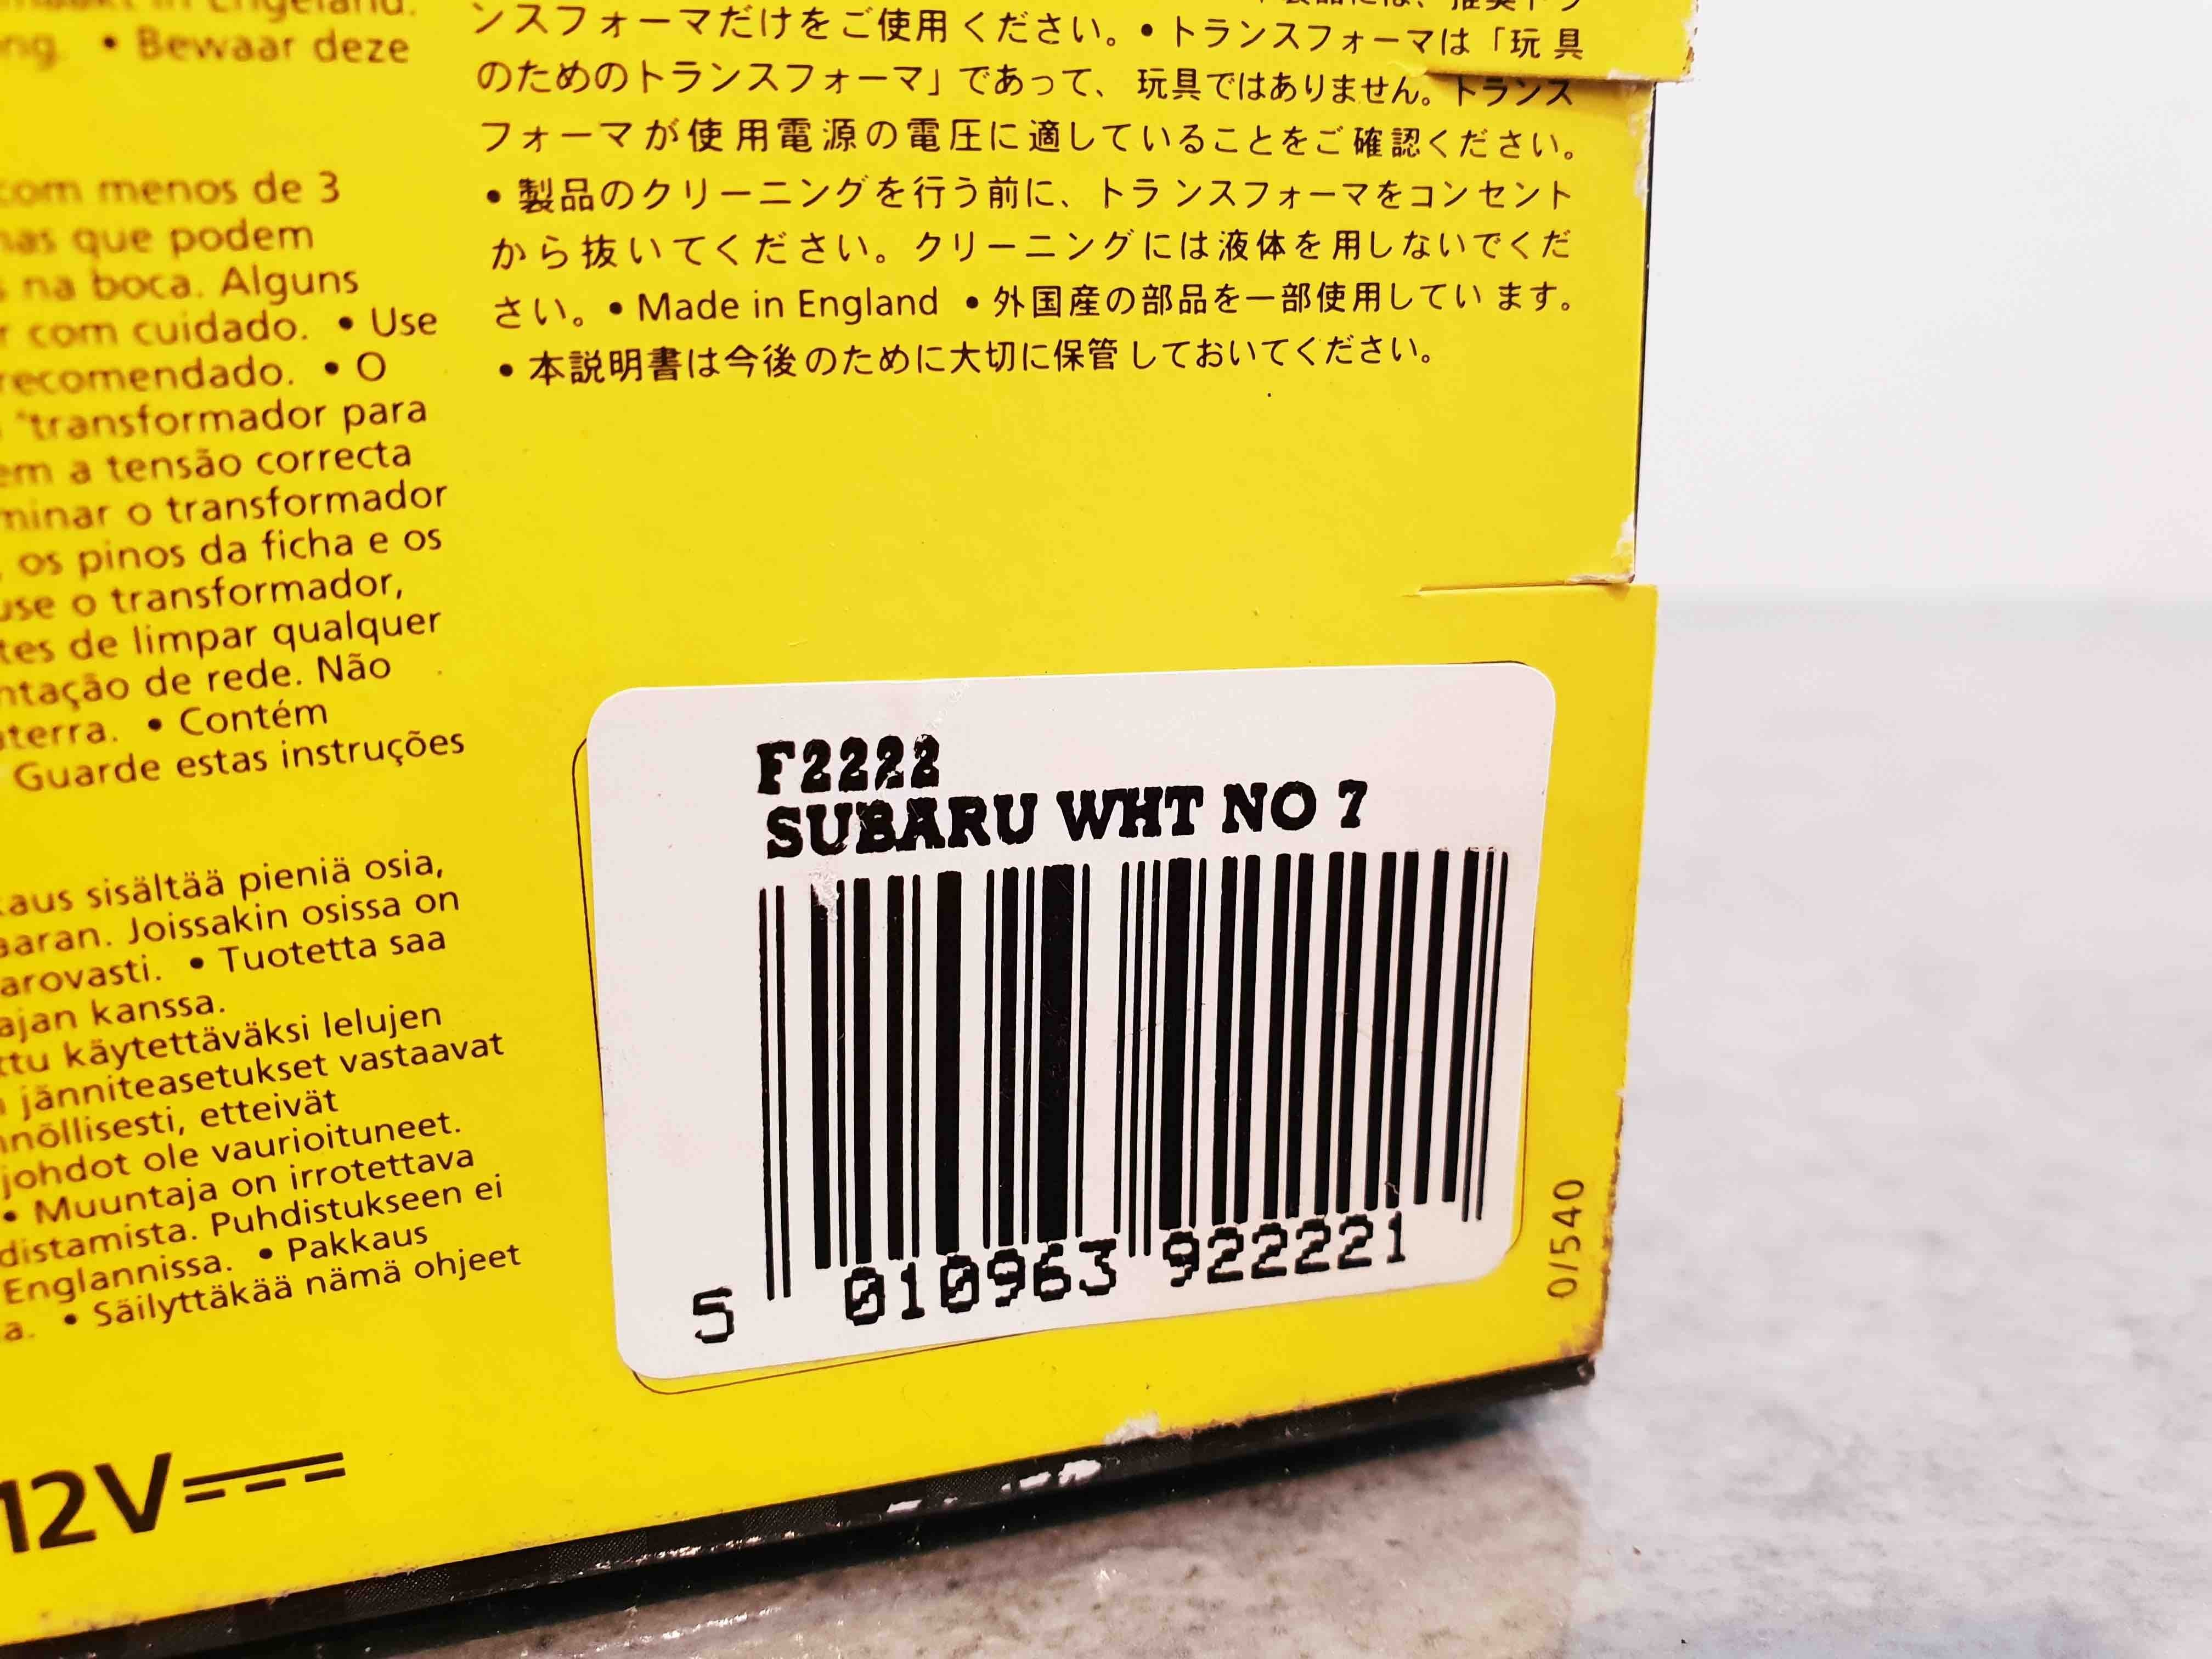 ng. • Bewaar deze
com menos de 3
que podem
na boca. Alguns
com cuidado. • Use
recomendado. • O
"transformador para
em a tensão correcta
minar o transformador
os pinos da ficha e os
use o transformador,
tes de limpar qualquer
ntação de rede. Não
aterra. • Contém
Guarde estas instruções
kaus sisältää pieniä osia,
aaran. Joissakin osissa on
arovasti. • Tuotetta saa
ajan kanssa.
ttu käytettäväksi lelujen
jänniteasetukset vastaavat
nnöllisesti, etteivät
johdot ole vaurioituneet.
• Muuntaja on irrotettava
distamista. Puhdistukseen ei
Englannissa. • Pakkaus
a. • Säilyttäkää nämä ohjeet
12V
ンスフォーマだけをご使用ください。• トランスフォーマは「玩具
のためのトランスフォーマ」であって、玩具ではありません。トランス
フォーマが使用電源の電圧に適していることをご確認ください。
• 製品のクリーニングを行う前に、トランスフォーマをコンセント
から抜いてください。クリーニングには液体を用しないでくだ
さい。• Made in England • 外国産の部品を一部使用しています。
• 本説明書は今後のために大切に保管しておいてください。
F2222
SUBARU WHT NO 7
5 010963 922221
0/540